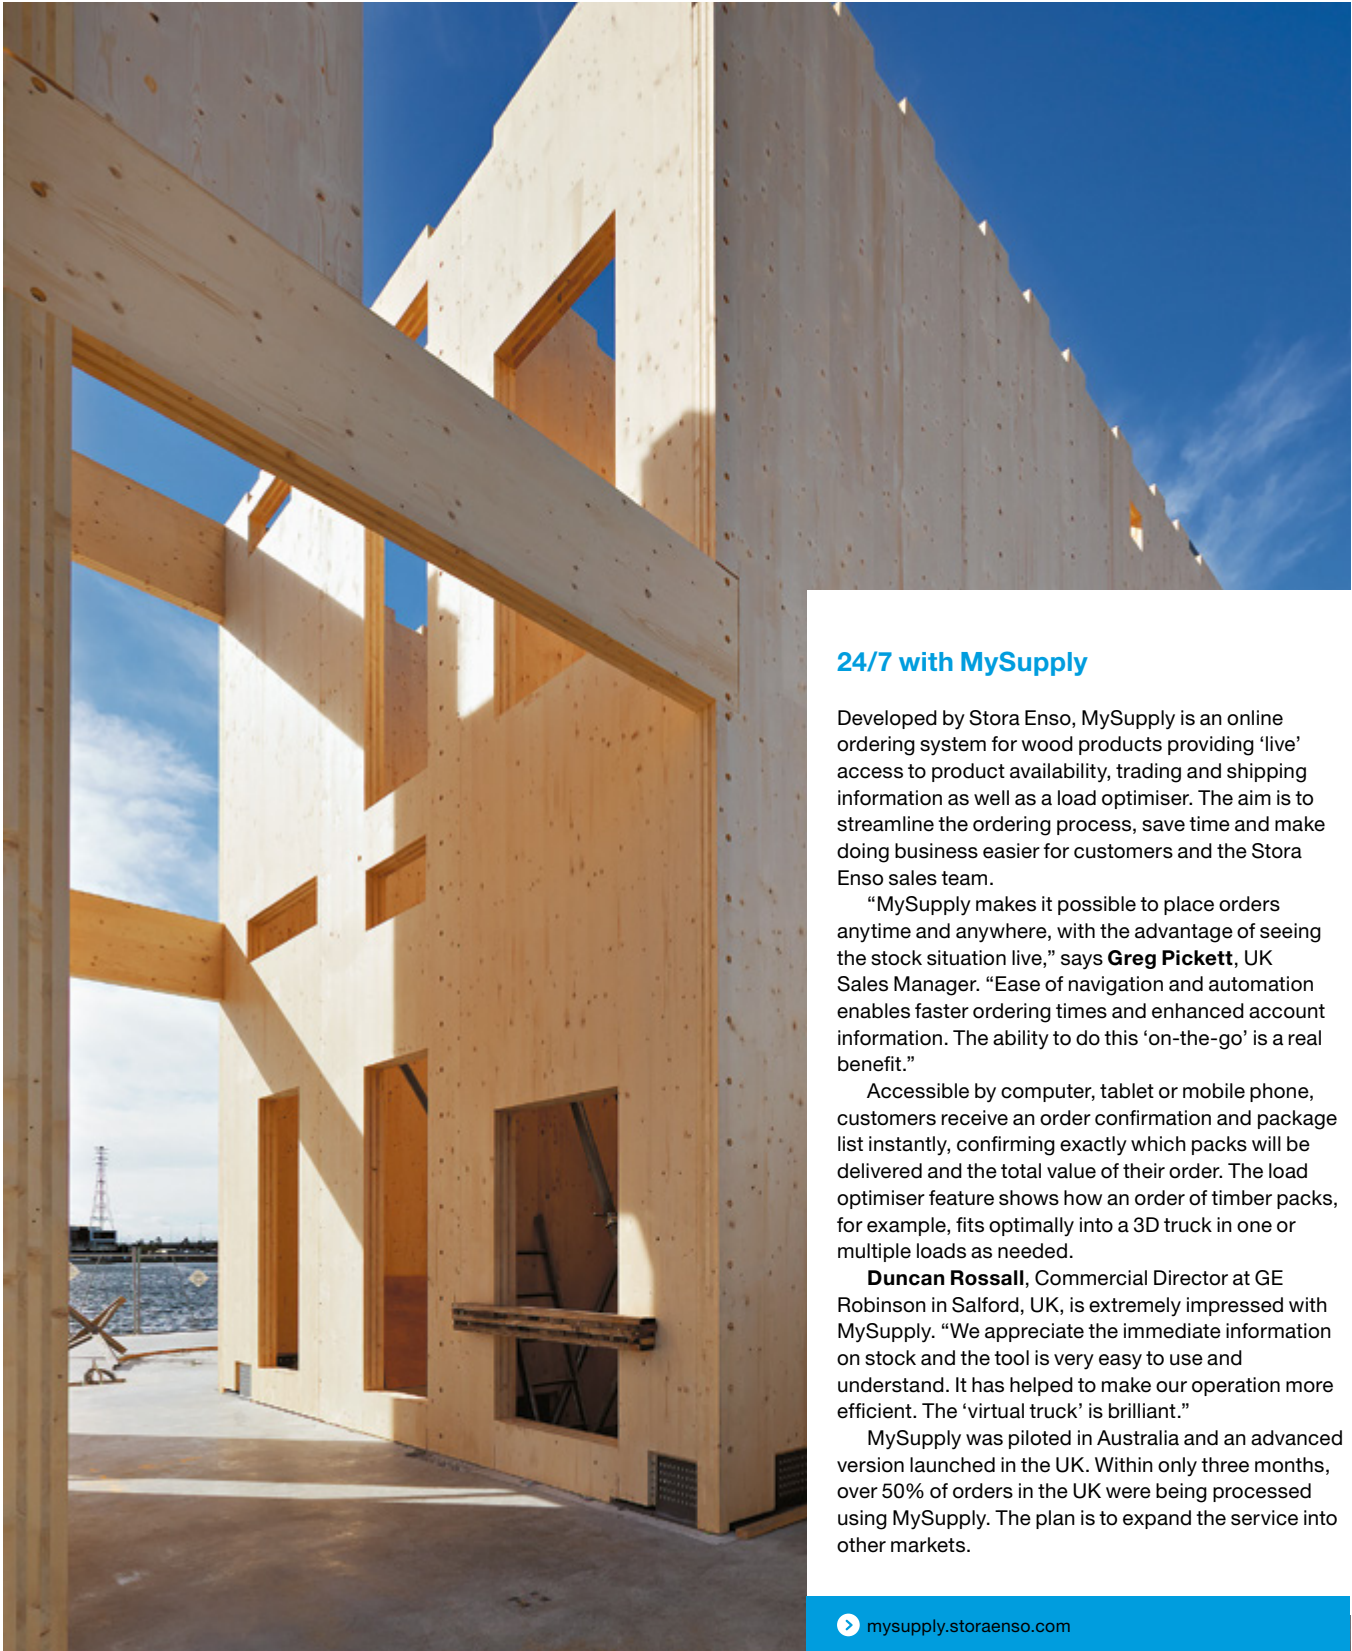 24/7 with MySupply
Developed by Stora Enso, MySupply is an online
ordering system for wood products providing ‘live’
access to product availability, trading and shipping
information as well as a load optimiser. The aim is to
streamline the ordering process, save time and make
doing business easier for customers and the Stora
Enso sales team.
“MySupply makes it possible to place orders
anytime and anywhere, with the advantage of seeing
the stock situation live,” says Greg Pickett, UK
Sales Manager. “Ease of navigation and automation
enables faster ordering times and enhanced account
information. The ability to do this ‘on-the-go’ is a real
benefit.”
Accessible by computer, tablet or mobile phone,
customers receive an order confirmation and package
list instantly, confirming exactly which packs will be
delivered and the total value of their order. The load
optimiser feature shows how an order of timber packs,
for example, fits optimally into a 3D truck in one or
multiple loads as needed.
Duncan Rossall, Commercial Director at GE
Robinson in Salford, UK, is extremely impressed with
MySupply. “We appreciate the immediate information
on stock and the tool is very easy to use and
understand. It has helped to make our operation more
efficient. The ‘virtual truck’ is brilliant.”
MySupply was piloted in Australia and an advanced
version launched in the UK. Within only three months,
over 50% of orders in the UK were being processed
using MySupply. The plan is to expand the service into
other markets.
mysupply.storaenso.com